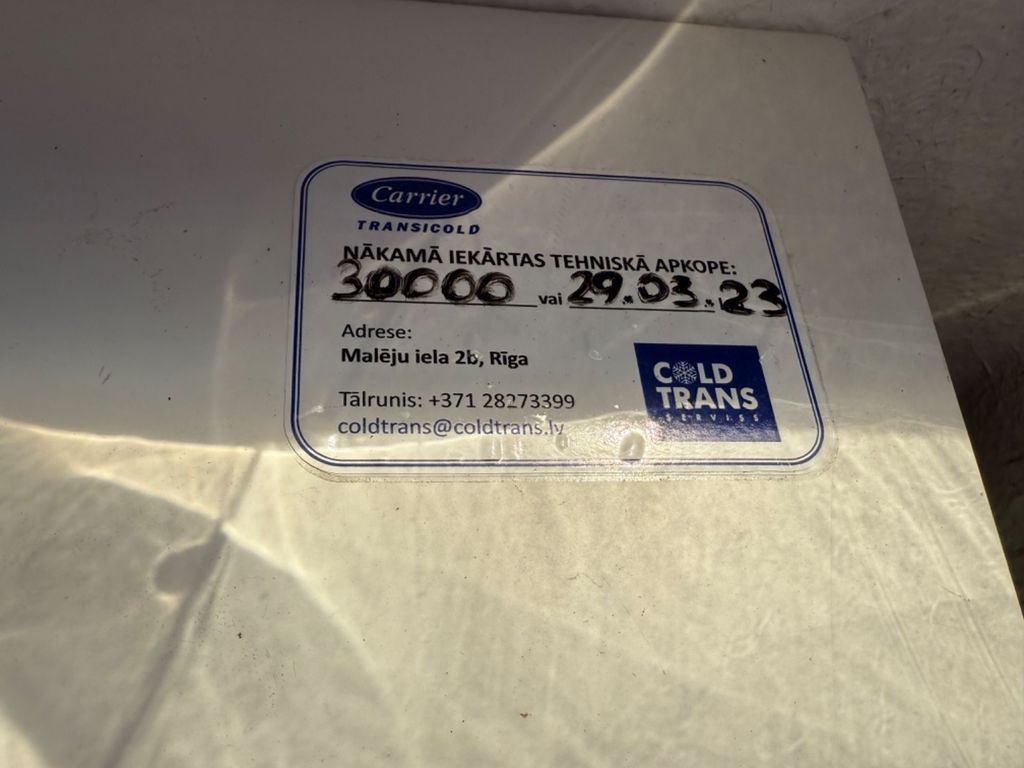 Carrier
TRANSICOLD
NĀKAMĀ IEKĀRTAS TEHNISKĀ APKOPE:
30000 vai 29.03.23
Adrese:
Malēju iela 2b, Rīga
Tālrunis: +371 28273399
coldtrans@coldtrans.lv
COLD
TRANS
SERVISS